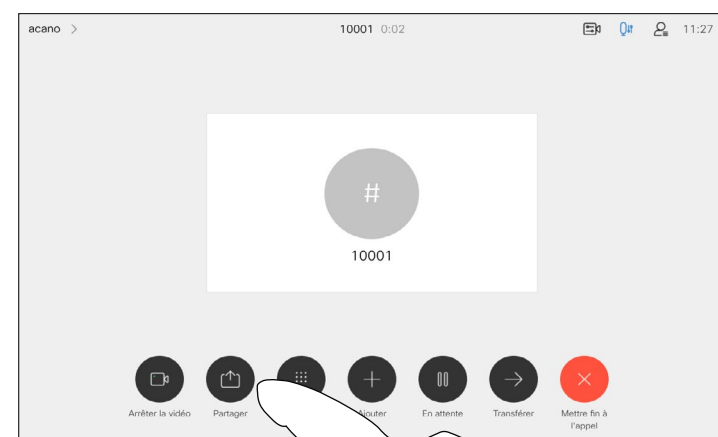 acano
10001 0:02
11:27
#
10001
Arrêter la vidéo
Partager
Ajouter
En attente
Transférer
Mettre fin à
l'appel